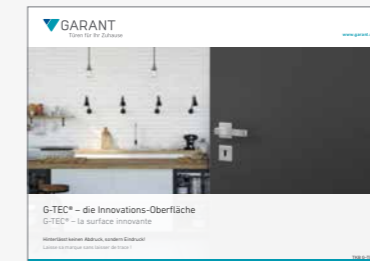 GARANT
Türen für Ihr Zuhause
G-TEC® – die Innovations-Oberfläche
G-TEC® – la surface innovante
Hinterlässt keinen Abdruck, sondern Eindruck!